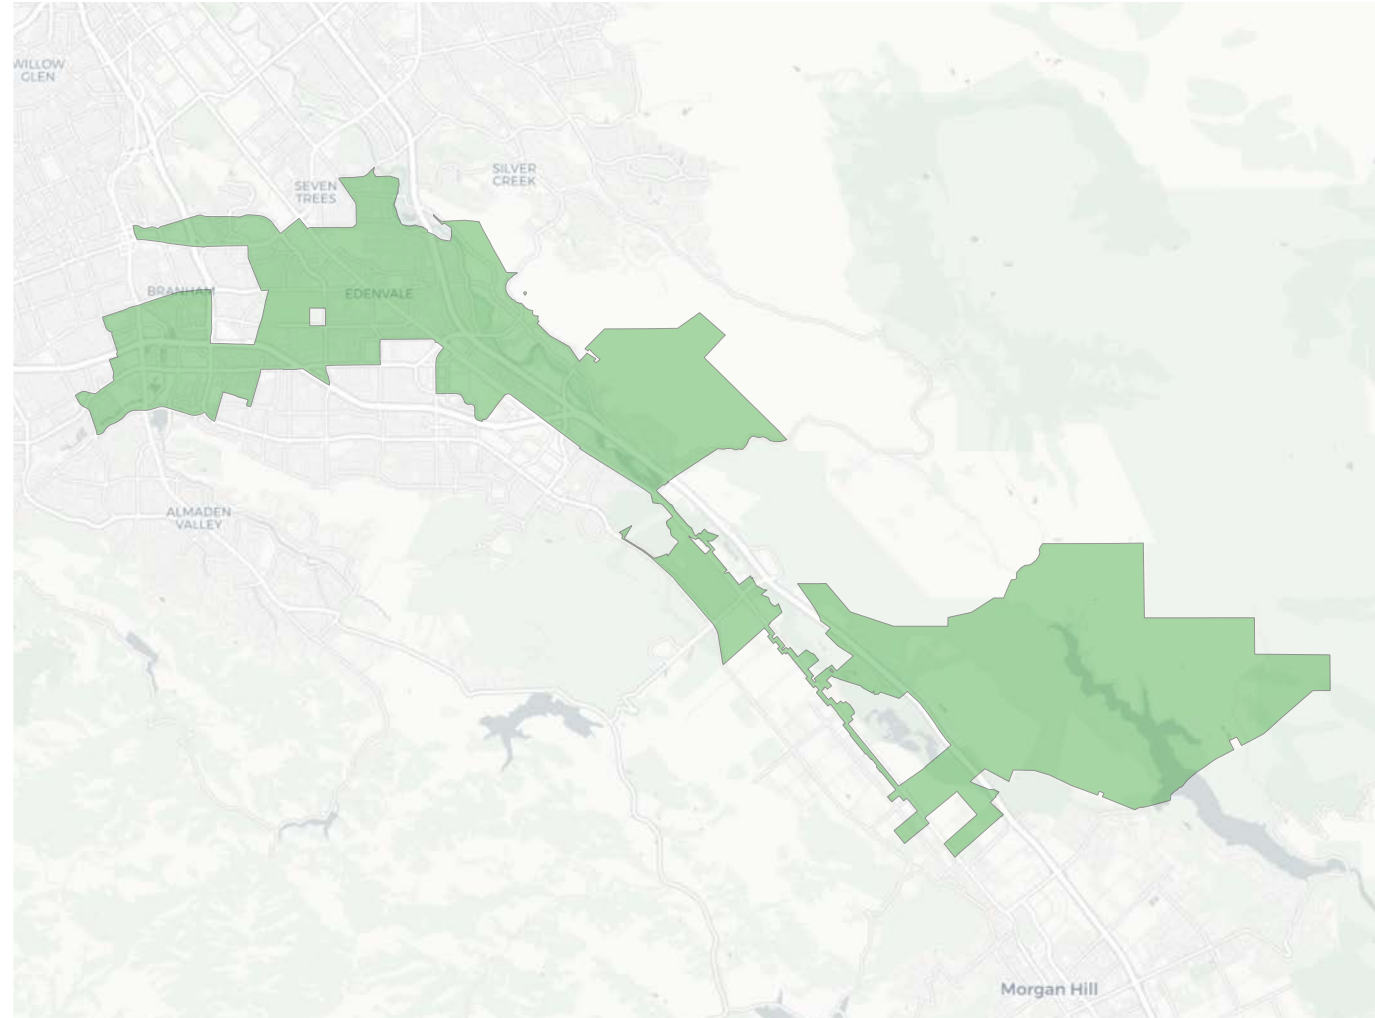 WILLOW
GLEN
SEVEN
TREES
SILVER
CREEK
BRANHAM
EDENVALE
ALMADEN
VALLEY
Morgan Hill